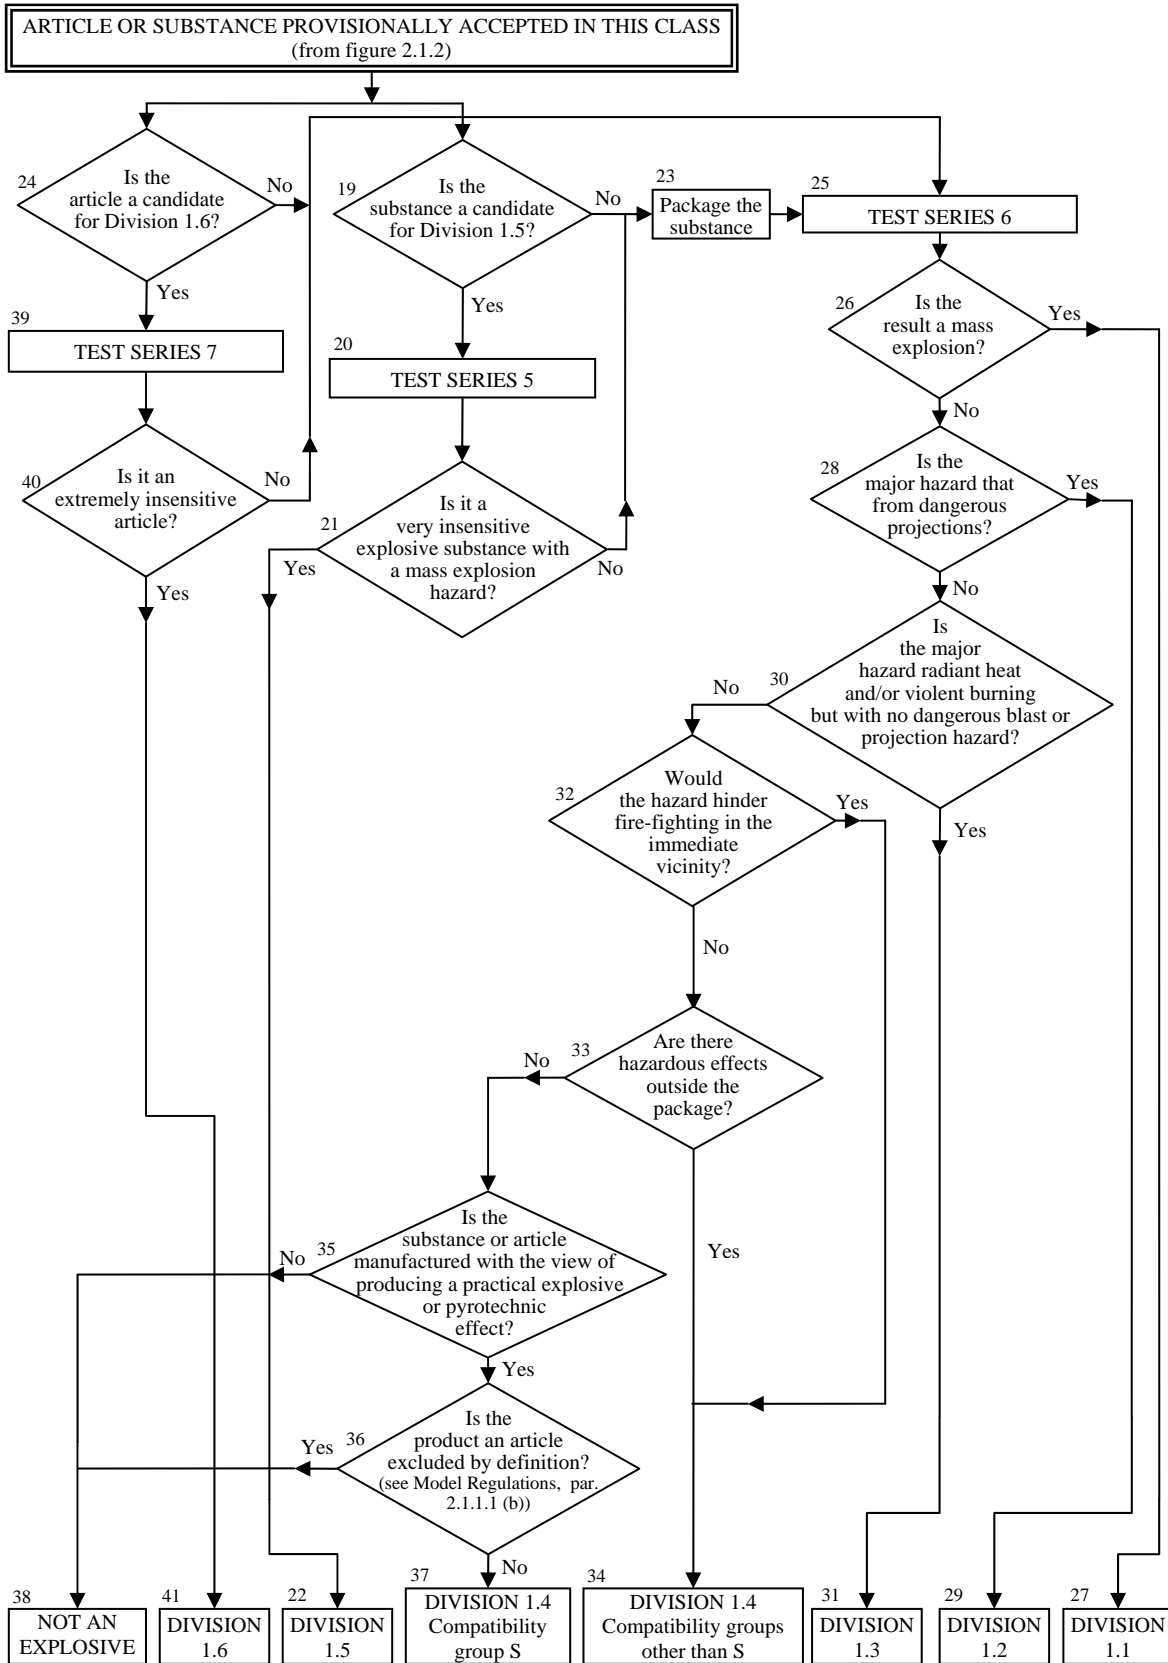 ARTICLE OR SUBSTANCE PROVISIONALLY ACCEPTED IN THIS CLASS
(from figure 2.1.2)
24
Is the
article a candidate
for Division 1.6?
No
Yes
19
Is the
substance a candidate
for Division 1.5?
No
Yes
23
Package the
substance
25
TEST SERIES 6
39
TEST SERIES 7
20
TEST SERIES 5
26
Is the
result a mass
explosion?
Yes
No
40
Is it an
extremely insensitive
article?
No
Yes
21
Is it a
very insensitive
explosive substance with
a mass explosion
hazard?
Yes
No
28
Is the
major hazard that
from dangerous
projections?
Yes
No
30
Is
the major
hazard radiant heat
and/or violent burning
but with no dangerous blast or
projection hazard?
No
Yes
32
Would
the hazard hinder
fire-fighting in the
immediate
vicinity?
Yes
No
33
Are there
hazardous effects
outside the
package?
No
Yes
35
Is the
substance or article
manufactured with the view of
producing a practical explosive
or pyrotechnic
effect?
No
Yes
36
Is the
product an article
excluded by definition?
(see Model Regulations, par.
2.1.1.1 (b))
Yes
No
38
NOT AN
EXPLOSIVE
41
DIVISION
1.6
22
DIVISION
1.5
37
DIVISION 1.4
Compatibility
group S
34
DIVISION 1.4
Compatibility groups
other than S
31
DIVISION
1.3
29
DIVISION
1.2
27
DIVISION
1.1